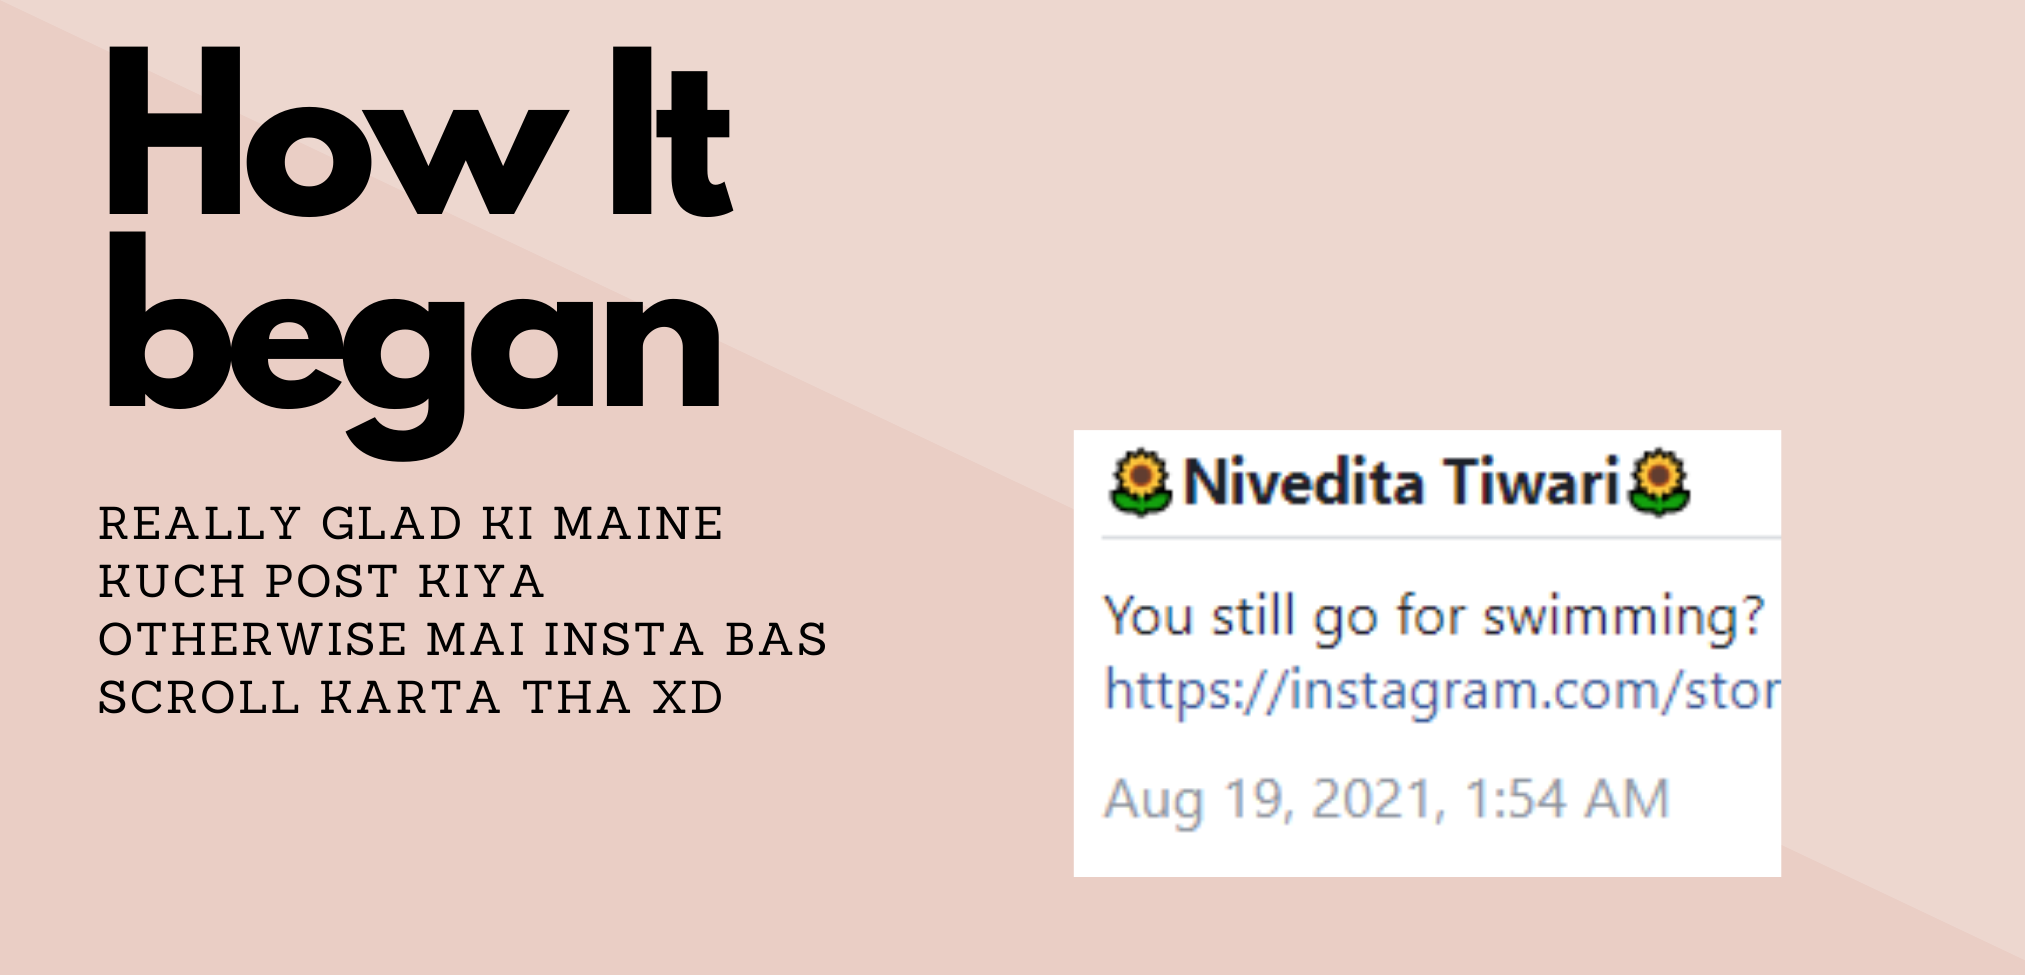 How It
began
REALLY GLAD KI MAINE
KUCH POST KIYA
OTHERWISE MAI INSTA BAS
SCROLL KARTA THA XD
🌻Nivedita Tiwari🌻
You still go for swimming?
https://instagram.com/stor
Aug 19, 2021, 1:54 AM